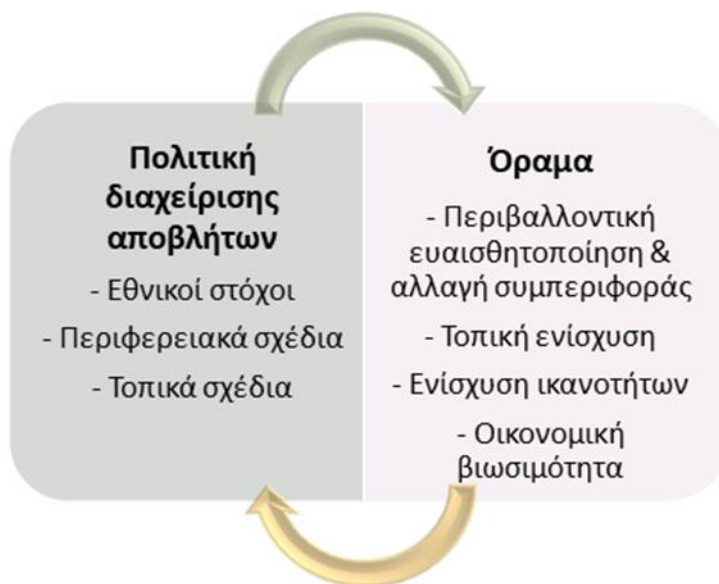 Πολιτική
διαχείρισης
αποβλήτων
- Εθνικοί στόχοι
- Περιφερειακά σχέδια
- Τοπικά σχέδια
Όραμα
- Περιβαλλοντική
ευαισθητοποίηση &
αλλαγή συμπεριφοράς
- Τοπική ενίσχυση
- Ενίσχυση ικανοτήτων
- Οικονομική
βιωσιμότητα